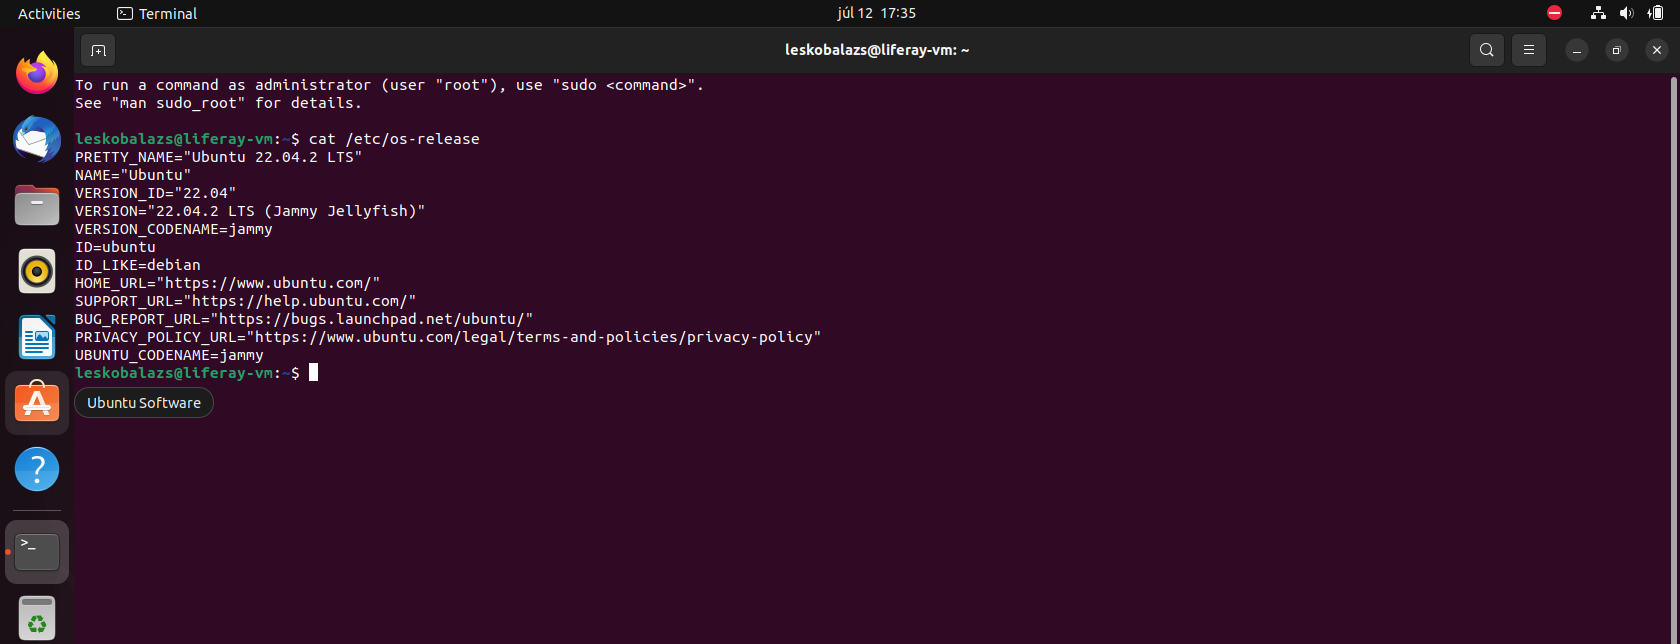 Activities
Terminal
júl 12 17:35
leskobalazs@liferay-vm: ~
To run a command as administrator (user "root"), use "sudo <command>".
See "man sudo_root" for details.
leskobalazs@liferay-vm:~$ cat /etc/os-release
PRETTY_NAME="Ubuntu 22.04.2 LTS"
NAME="Ubuntu"
VERSION_ID="22.04"
VERSION="22.04.2 LTS (Jammy Jellyfish)"
VERSION_CODENAME=jammy
ID=ubuntu
ID_LIKE=debian
HOME_URL="https://www.ubuntu.com/"
SUPPORT_URL="https://help.ubuntu.com/"
BUG_REPORT_URL="https://bugs.launchpad.net/ubuntu/"
PRIVACY_POLICY_URL="https://www.ubuntu.com/legal/terms-and-policies/privacy-policy"
UBUNTU_CODENAME=jammy
leskobalazs@liferay-vm:~$
Ubuntu Software